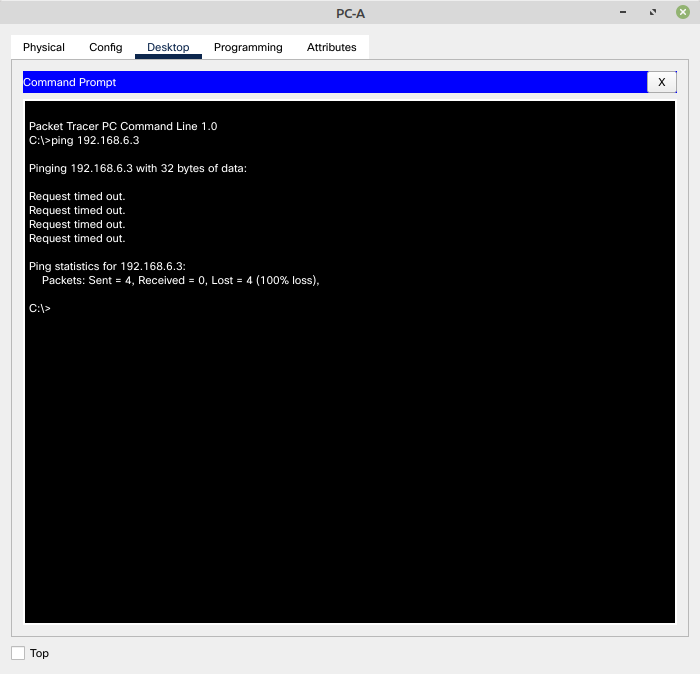 PC-A
Physical Config Desktop Programming Attributes
Command Prompt X
Packet Tracer PC Command Line 1.0
C:\>ping 192.168.6.3
Pinging 192.168.6.3 with 32 bytes of data:
Request timed out.
Request timed out.
Request timed out.
Request timed out.
Ping statistics for 192.168.6.3:
Packets: Sent = 4, Received = 0, Lost = 4 (100% loss),
C:\>
Top